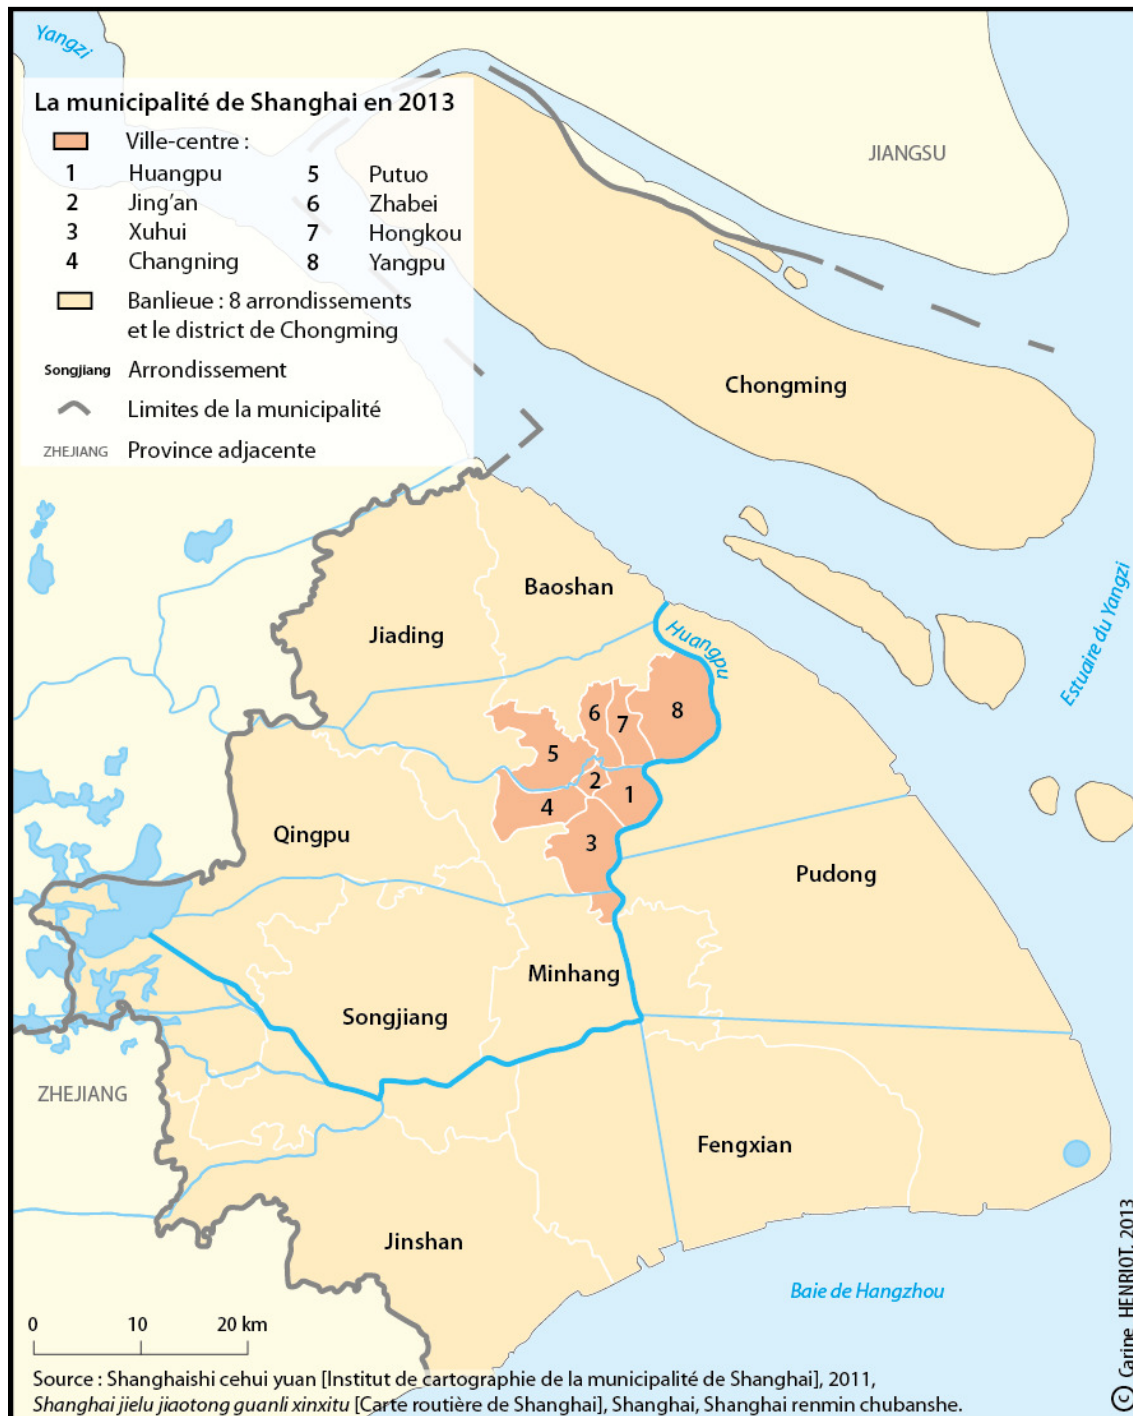 Yangzi
La municipalité de Shanghai en 2013
Ville-centre :
1 Huangpu
2 Jing'an
3 Xuhui
4 Changning
5 Putuo
6 Zhabei
7 Hongkou
8 Yangpu
Banlieue : 8 arrondissements
et le district de Chongming
Songjiang Arrondissement
Limites de la municipalité
ZHEJIANG Province adjacente
JIANGSU
Chongming
Baoshan
Jiading
Huangpu
Estuaire du Yangzi
6
7
8
5
2
4
1
3
Qingpu
Pudong
Minhang
Songjiang
ZHEJIANG
Fengxian
Jinshan
Baie de Hangzhou
0 10 20 km
Source : Shanghaishi cehui yuan [Institut de cartographie de la municipalité de Shanghai], 2011,
Shanghai jielu jiaotong guanli xinxitu [Carte routière de Shanghai], Shanghai, Shanghai renmin chubanshe.
© Carine HENRIOT, 2013